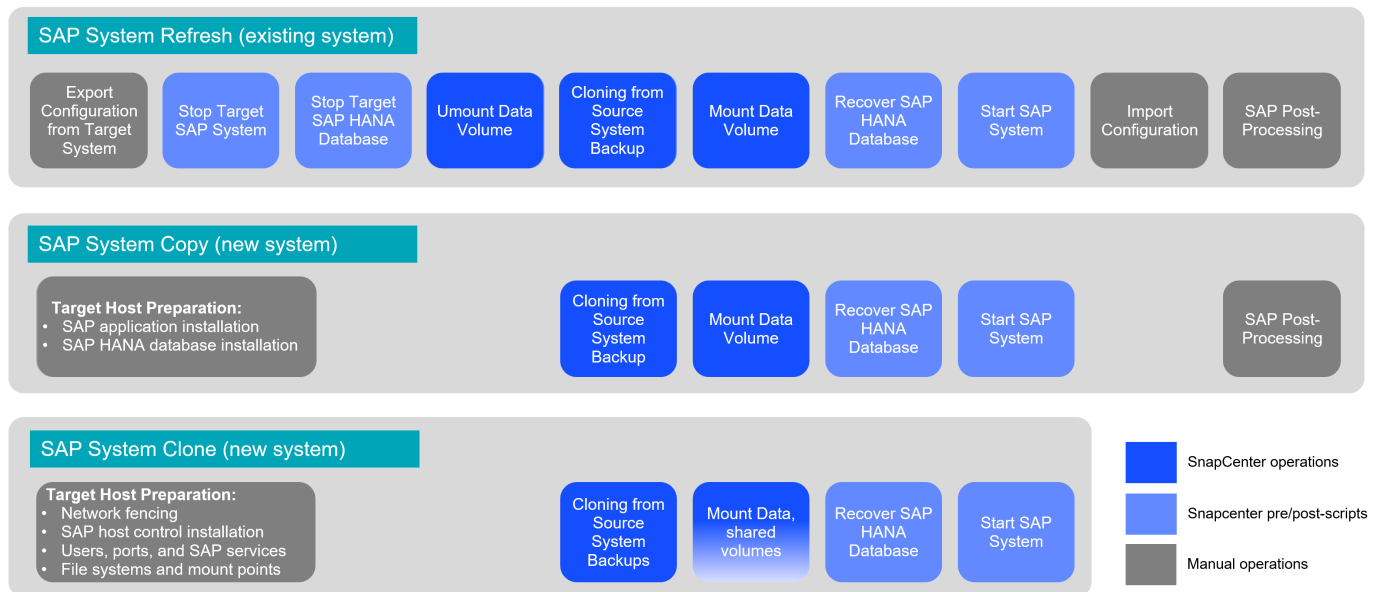 SAP System Refresh (existing system)
Export
Configuration
from Target
System
Stop Target
SAP System
Stop Target
SAP HANA
Database
Umount Data
Volume
Cloning from
Source
System
Backup
Mount Data
Volume
Recover SAP
HANA
Database
Start SAP
System
Import
Configuration
SAP Post-
Processing
SAP System Copy (new system)
Target Host Preparation:
• SAP application installation
• SAP HANA database installation
Cloning from
Source
System
Backup
Mount Data
Volume
Recover SAP
HANA
Database
Start SAP
System
SAP Post-
Processing
SAP System Clone (new system)
Target Host Preparation:
• Network fencing
• SAP host control installation
• Users, ports, and SAP services
• File systems and mount points
Cloning from
Source
System
Backups
Mount Data,
shared
volumes
Recover SAP
HANA
Database
Start SAP
System
SnapCenter operations
Snapcenter pre/post-scripts
Manual operations